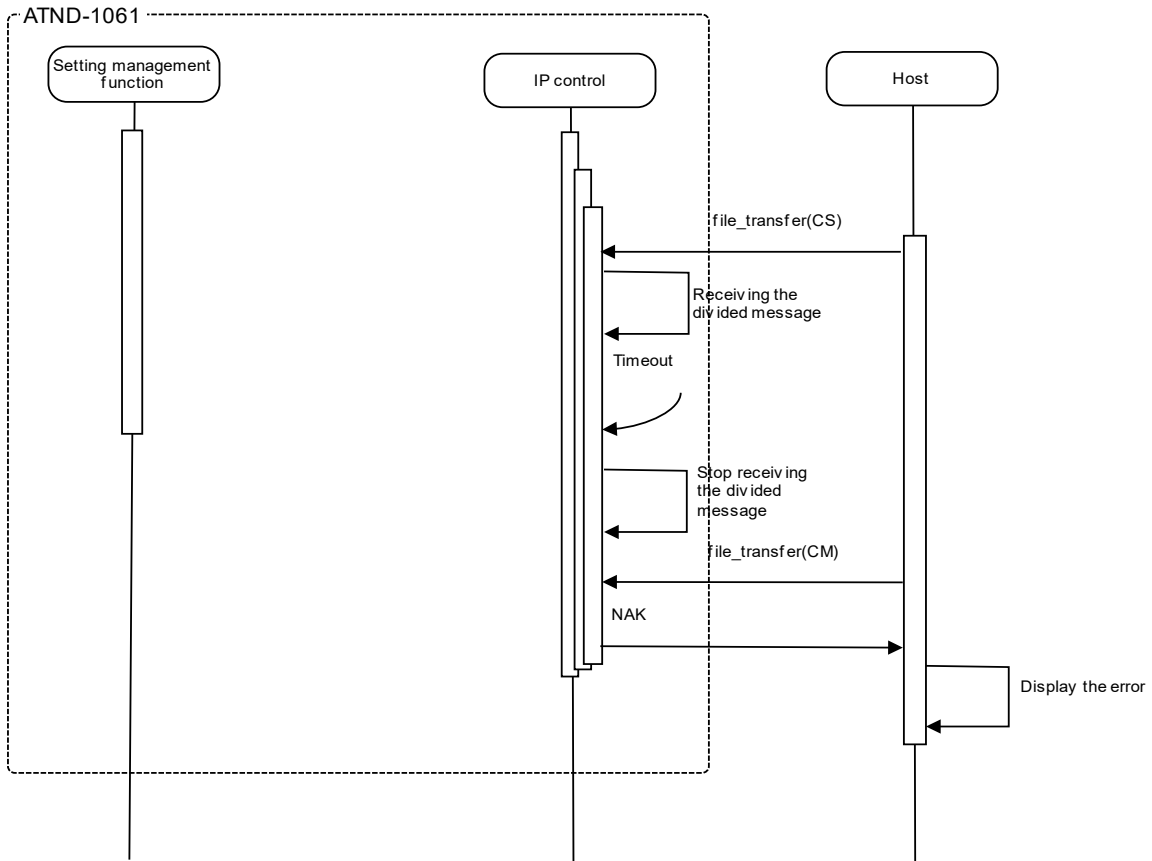 ATND-1061
Setting management
function
IP control
Host
file_transfer(CS)
Receiving the
divided message
Timeout
Stop receiving
the divided
message
file_transfer(CM)
NAK
Display the error